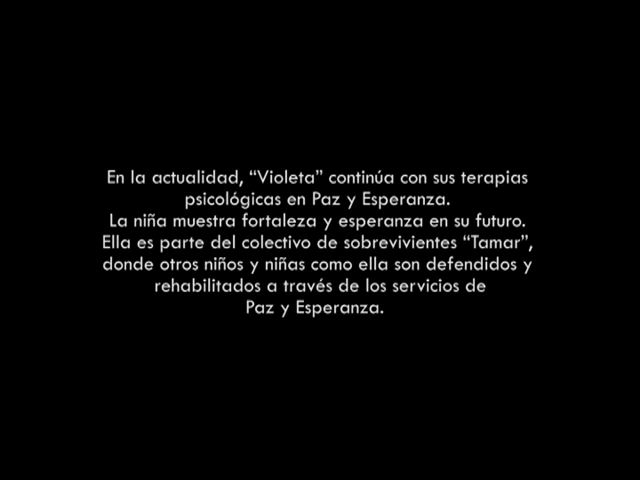 En la actualidad, “Violeta” continúa con sus terapias
psicológicas en Paz y Esperanza.
La niña muestra fortaleza y esperanza en su futuro.
Ella es parte del colectivo de sobrevivientes “Tamar”,
donde otros niños y niñas como ella son defendidos y
rehabilitados a través de los servicios de
Paz y Esperanza.